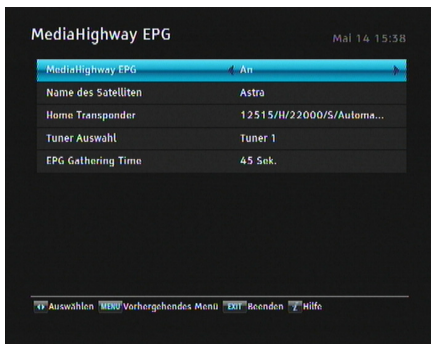 MediaHighway EPG
Mai 14 15:38
MediaHighway EPG An
Name des Satelliten Astra
Home Transponder 12515/H/22000/S/Automa...
Tuner Auswahl Tuner 1
EPG Gathering Time 45 Sek.
Auswählen MENU Vorhergehendes Menü EXIT Beenden i Hilfe